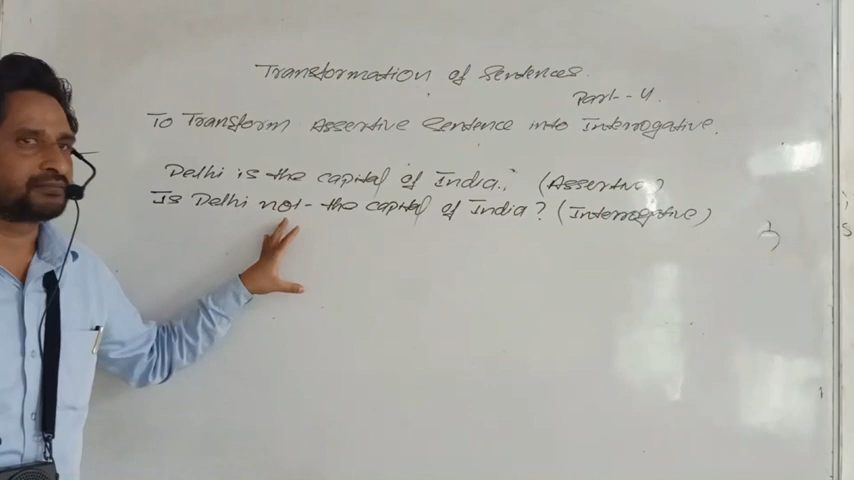 Transformation of Sentences.
Part-4.
To Transform Assertive Sentence into Interrogative.
Delhi is the capital of India. (Assertive)
Is Delhi not the capital of India? (Interrogative)